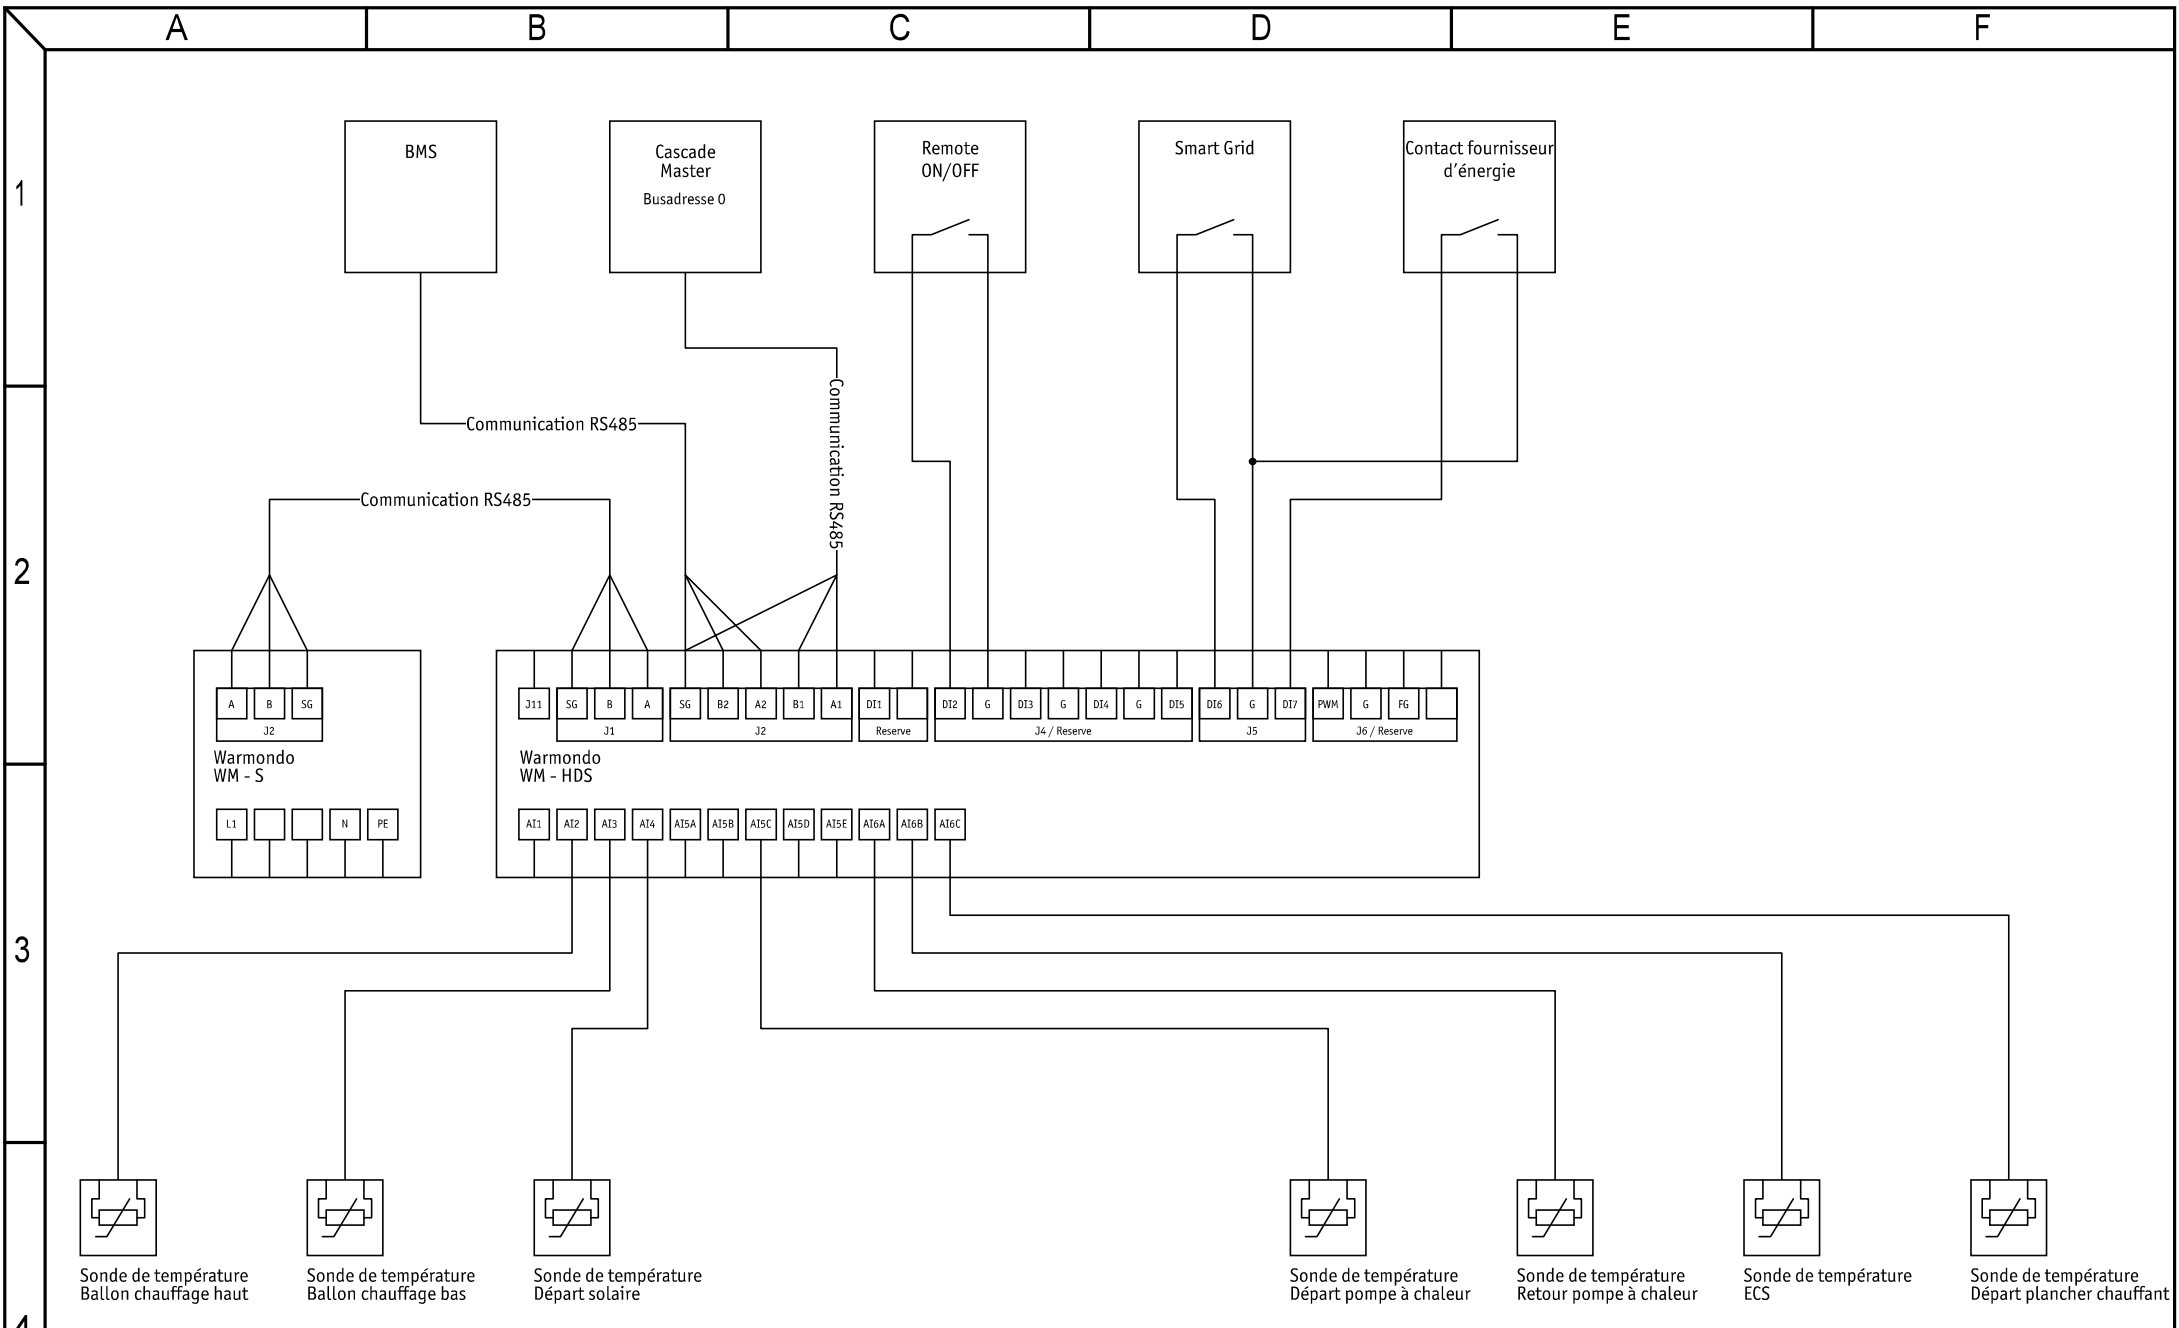 A B C D E F
1
BMS
Cascade
Master
Busadresse 0
Remote
ON/OFF
Smart Grid
Contact fournisseur
d'énergie
Communication RS485
Communication RS485
Communication RS485
2
A B SG
J2
Warmondo
WM - S
L1 N PE
J11 SG B A SG B2 A2 B1 A1 DI1 DI2 G DI3 G DI4 G DI5 DI6 G DI7 PWM G FG
J1 J2 Reserve J4 / Reserve J5 J6 / Reserve
Warmondo
WM - HDS
AI1 AI2 AI3 AI4 AI5A AI5B AI5C AI5D AI5E AI6A AI6B AI6C
3
Sonde de température
Ballon chauffage haut
Sonde de température
Ballon chauffage bas
Sonde de température
Départ solaire
Sonde de température
Départ pompe à chaleur
Sonde de température
Retour pompe à chaleur
Sonde de température
ECS
Sonde de température
Départ plancher chauffant
4